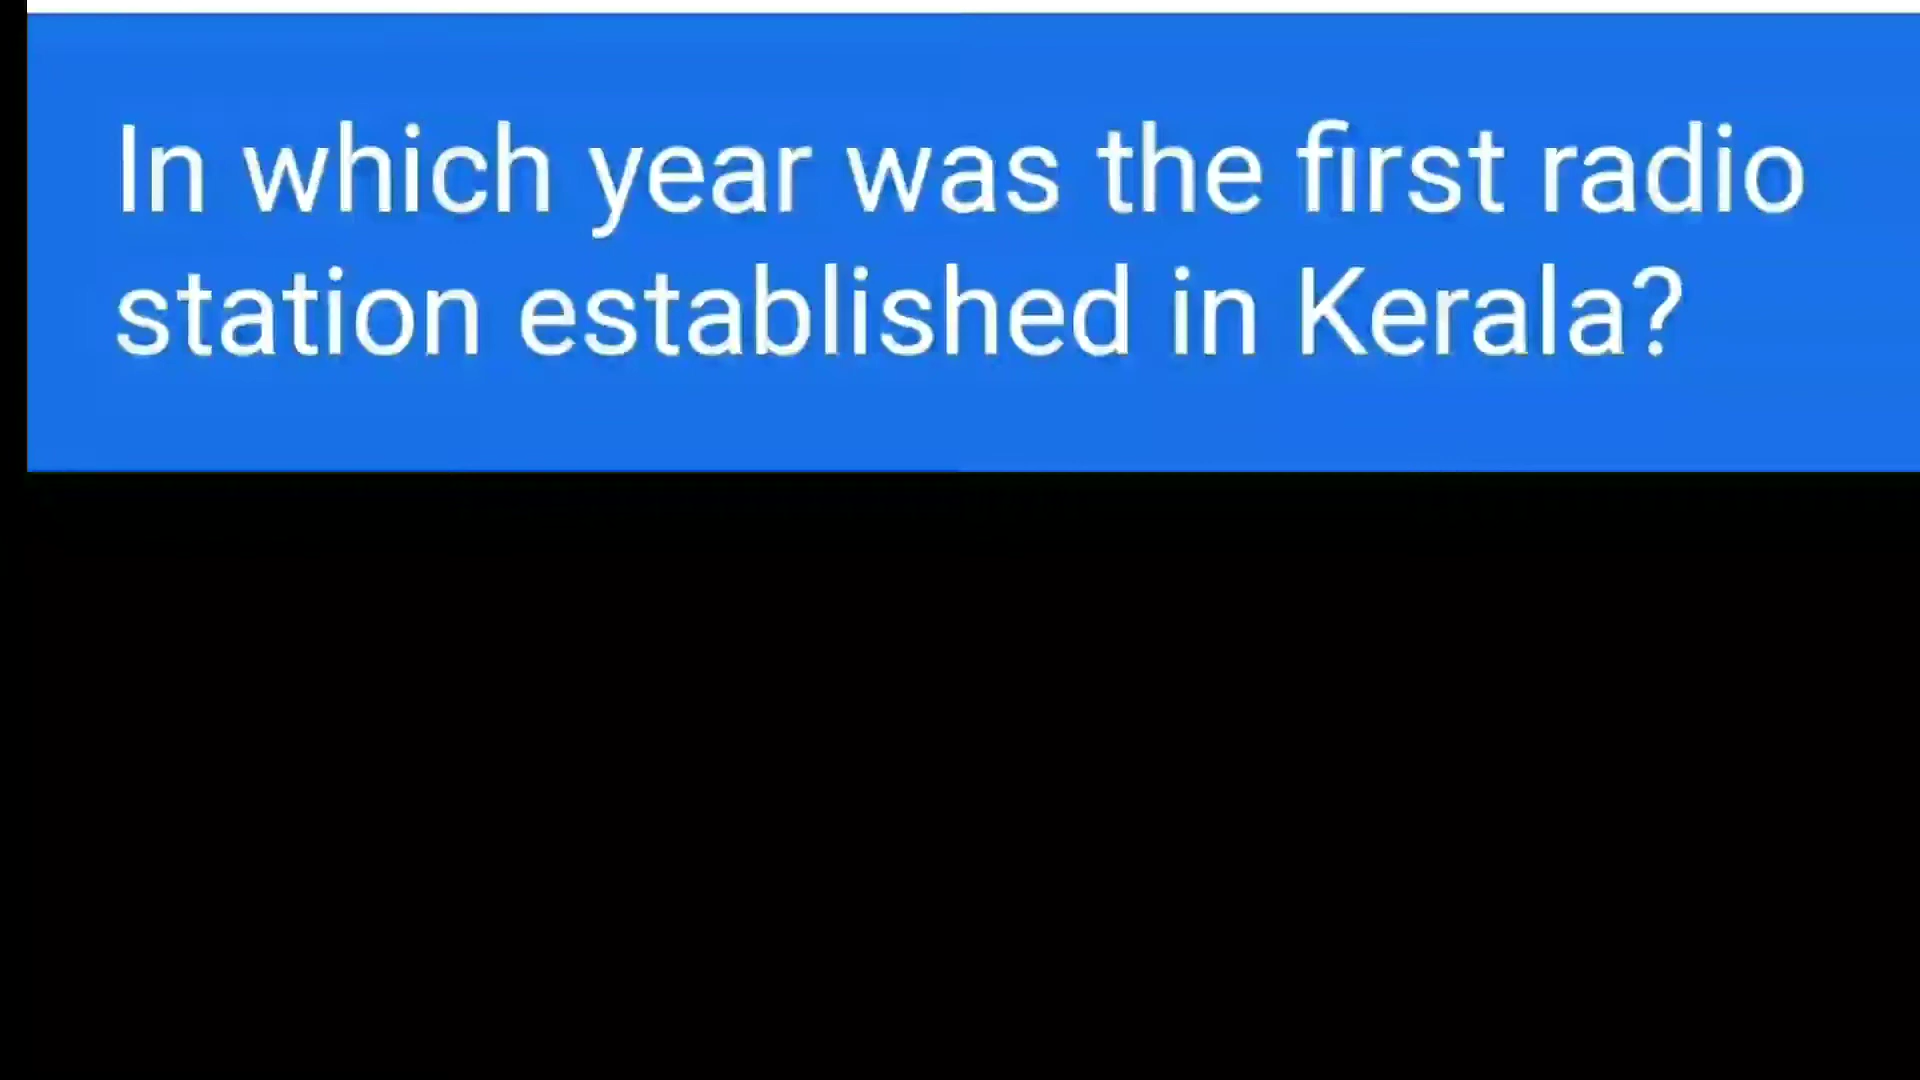 In which year was the first radio
station established in Kerala?